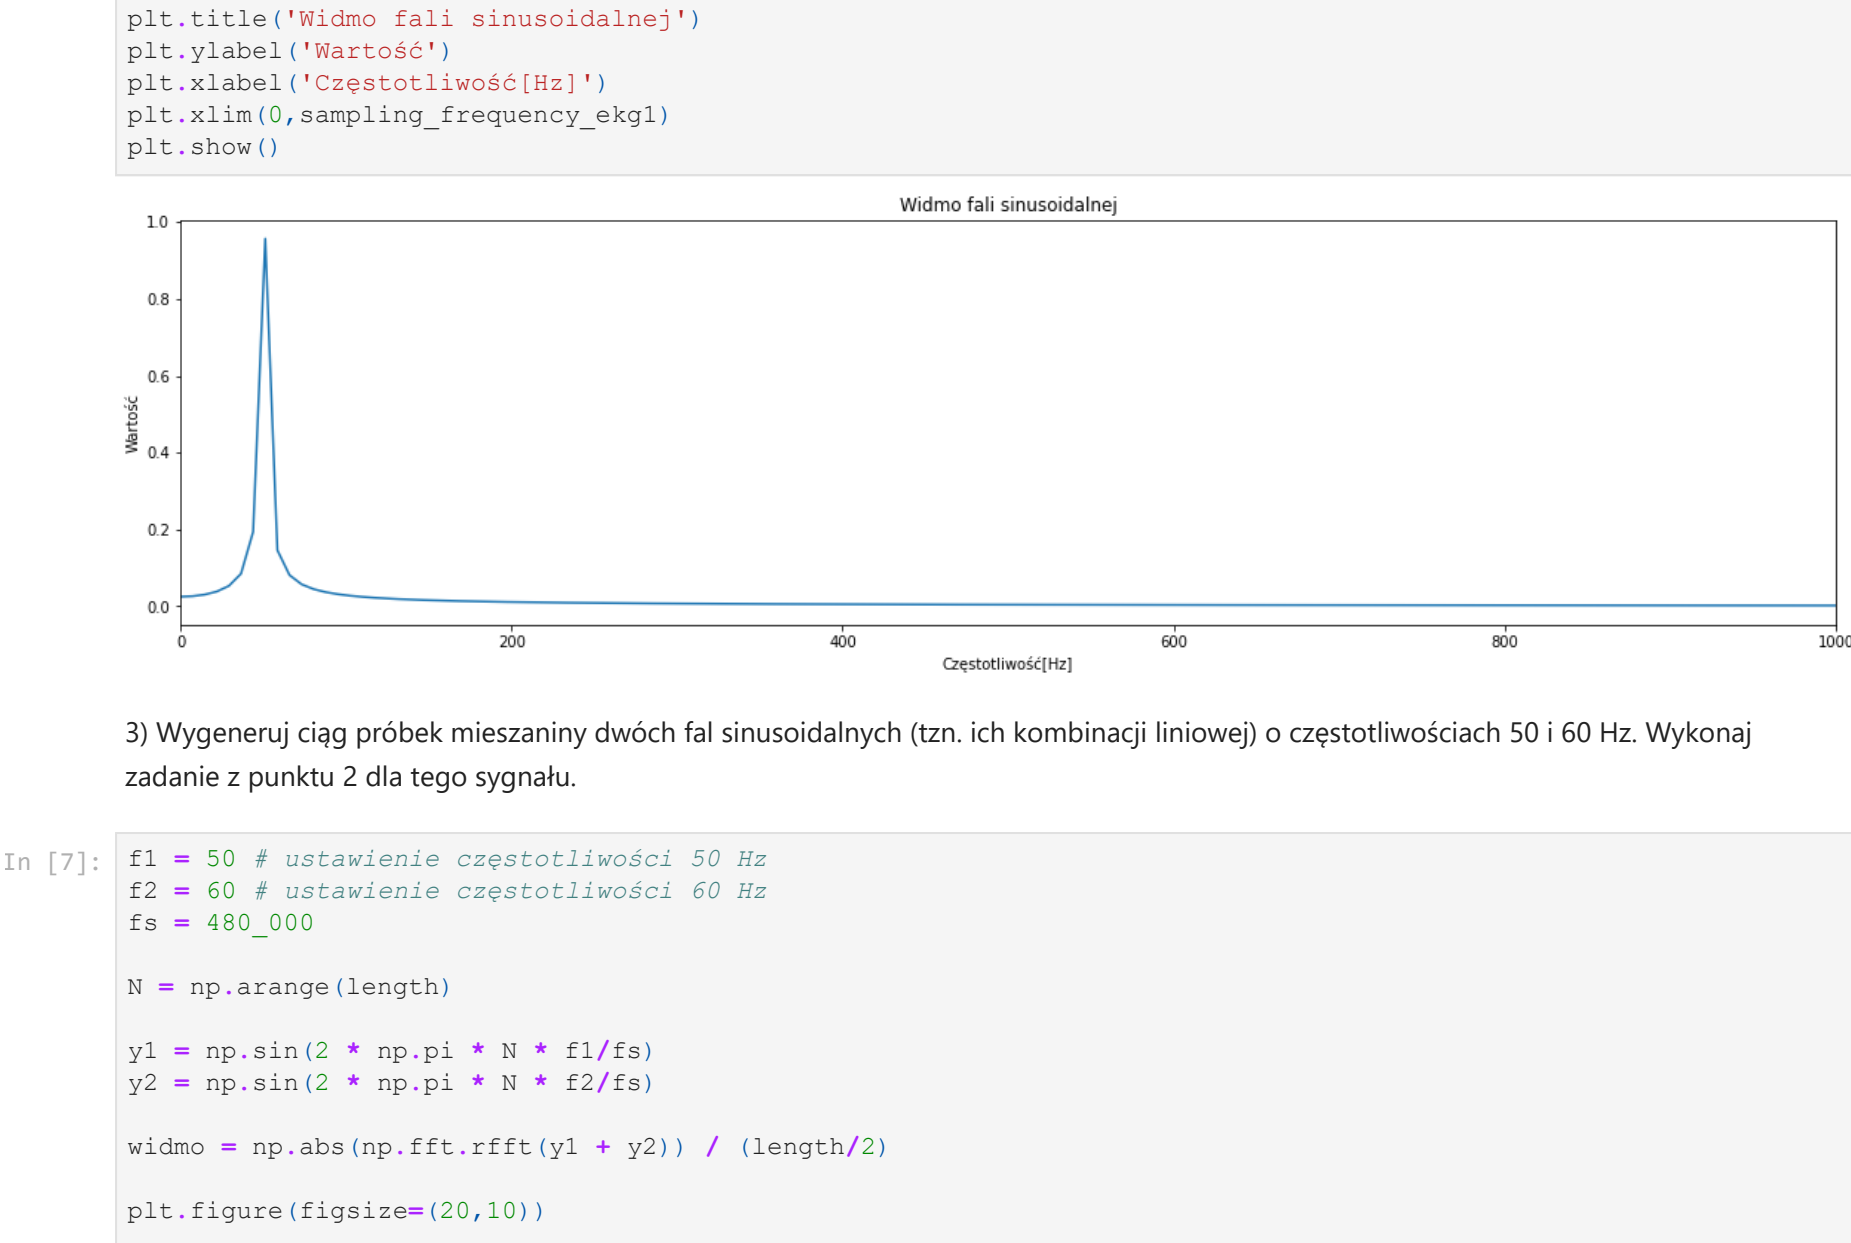 plt.title('Widmo fali sinusoidalnej')
plt.ylabel('Wartość')
plt.xlabel('Częstotliwość[Hz]')
plt.xlim(0,sampling_frequency_ekg1)
plt.show()
Widmo fali sinusoidalnej
1.0
0.8
0.6
0.4
0.2
0.0
Wartość
0 200 400 600 800 1000
Częstotliwość[Hz]
3) Wygeneruj ciąg próbek mieszaniny dwóch fal sinusoidalnych (tzn. ich kombinacji liniowej) o częstotliwościach 50 i 60 Hz. Wykonaj
zadanie z punktu 2 dla tego sygnału.
In [7]:
f1 = 50 # ustawienie częstotliwości 50 Hz
f2 = 60 # ustawienie częstotliwości 60 Hz
fs = 480_000
N = np.arange(length)
y1 = np.sin(2 * np.pi * N * f1/fs)
y2 = np.sin(2 * np.pi * N * f2/fs)
widmo = np.abs(np.fft.rfft(y1 + y2)) / (length/2)
plt.figure(figsize=(20,10))